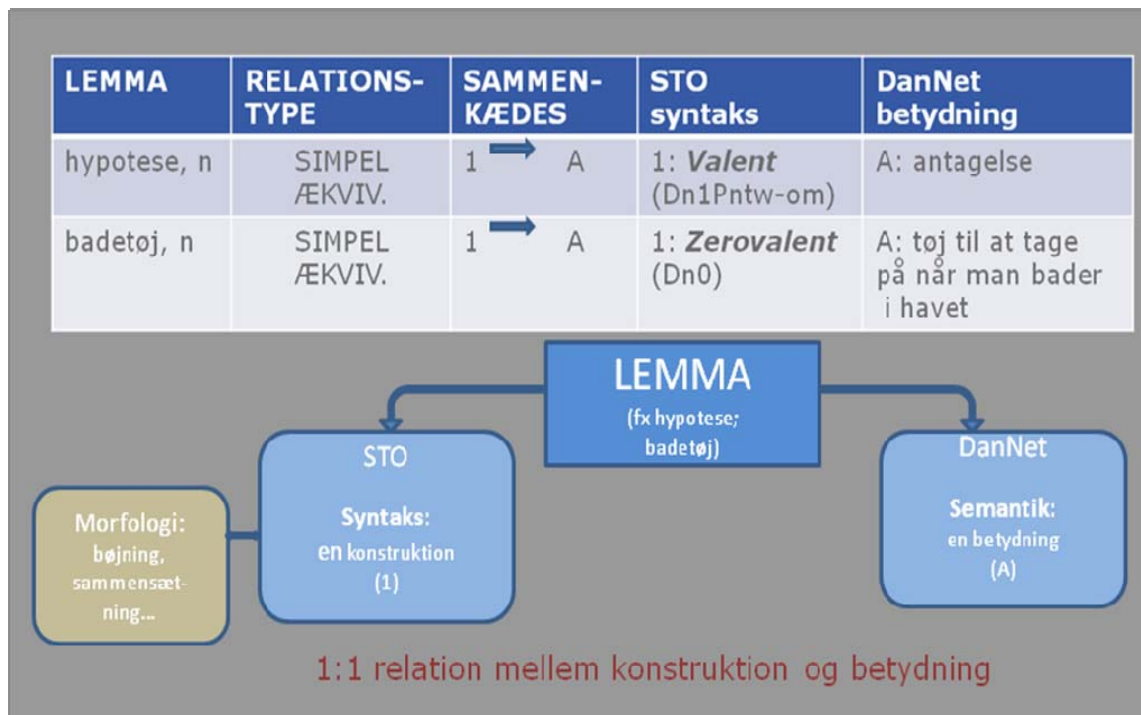 LEMMA
RELATIONS-
TYPE
SAMMEN-
KÆDES
STO
syntaks
DanNet
betydning
hypotese, n
SIMPEL
ÆKVIV.
1 A
1: Valent
(Dn1Pntw-om)
A: antagelse
badetøj, n
SIMPEL
ÆKVIV.
1 A
1: Zerovalent
(Dn0)
A: tøj til at tage
på når man bader
i havet
LEMMA
(fx hypotese;
badetøj)
STO
Syntaks:
en konstruktion
(1)
DanNet
Semantik:
en betydning
(A)
Morfologi:
bøjning,
sammensæt-
ning...
1:1 relation mellem konstruktion og betydning